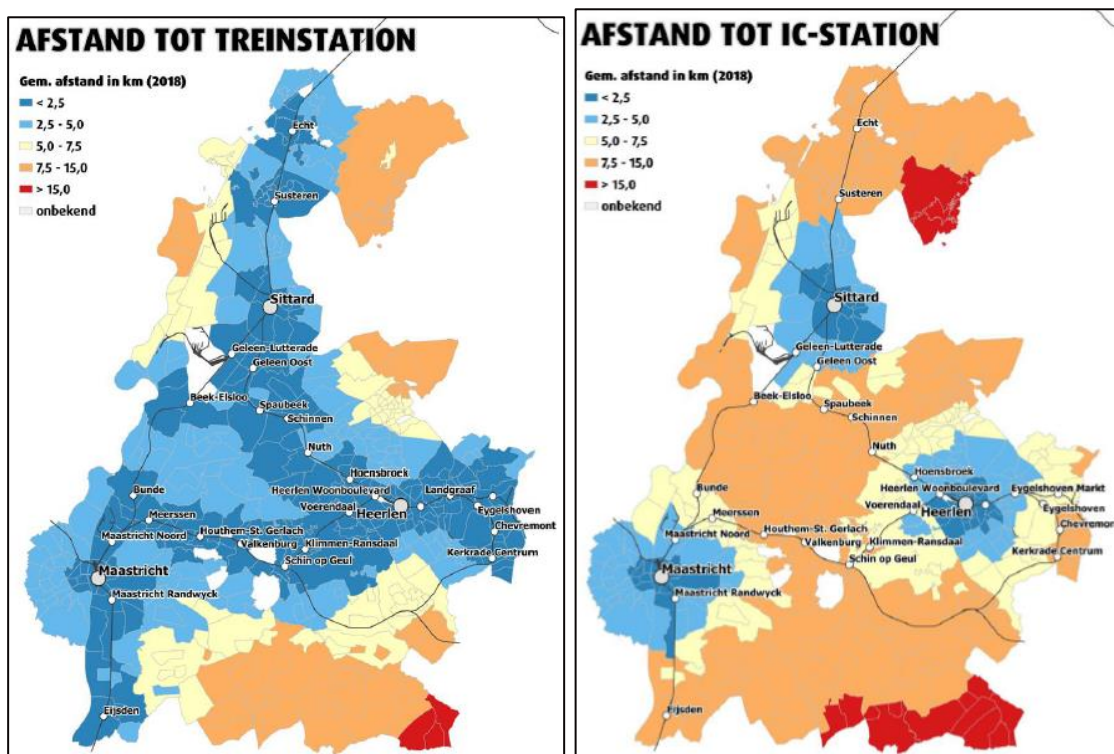 AFSTAND TOT TREINSTATION
Gem. afstand in km (2018)
< 2,5
2,5 - 5,0
5,0 - 7,5
7,5 - 15,0
> 15,0
onbekend
Echt
Susteren
Sittard
Geleen-Lutterade
Geleen Oost
Beek-Elsloo
Spaubeek
Schinnen
Nuth
Hoensbroek
Bunde
Heerlen Woonboulevard
Landgraaf
Voerendaal
Heerlen
Eygelshoven
Meerssen
Chevremont
Maastricht Noord
Houthem-St. Gerlach
Valkenburg
Klimmen-Ransdaal
Kerkrade Centrum
Schin op Geul
Maastricht
Maastricht Randwyck
Eijsden
AFSTAND TOT IC-STATION
Gem. afstand in km (2018)
< 2,5
2,5 - 5,0
5,0 - 7,5
7,5 - 15,0
> 15,0
onbekend
Echt
Susteren
Sittard
Geleen-Lutterade
Geleen Oost
Beek-Elsloo
Spaubeek
Schinnen
Nuth
Hoensbroek
Bunde
Heerlen Woonboulevard
Eygelshoven Markt
Voerendaal
Heerlen
Eygelshoven
Meerssen
Chevremont
Maastricht Noord
Houthem-St. Gerlach
Valkenburg
Klimmen-Ransdaal
Kerkrade Centrum
Schin op Geul
Maastricht
Maastricht Randwyck
Eijsden